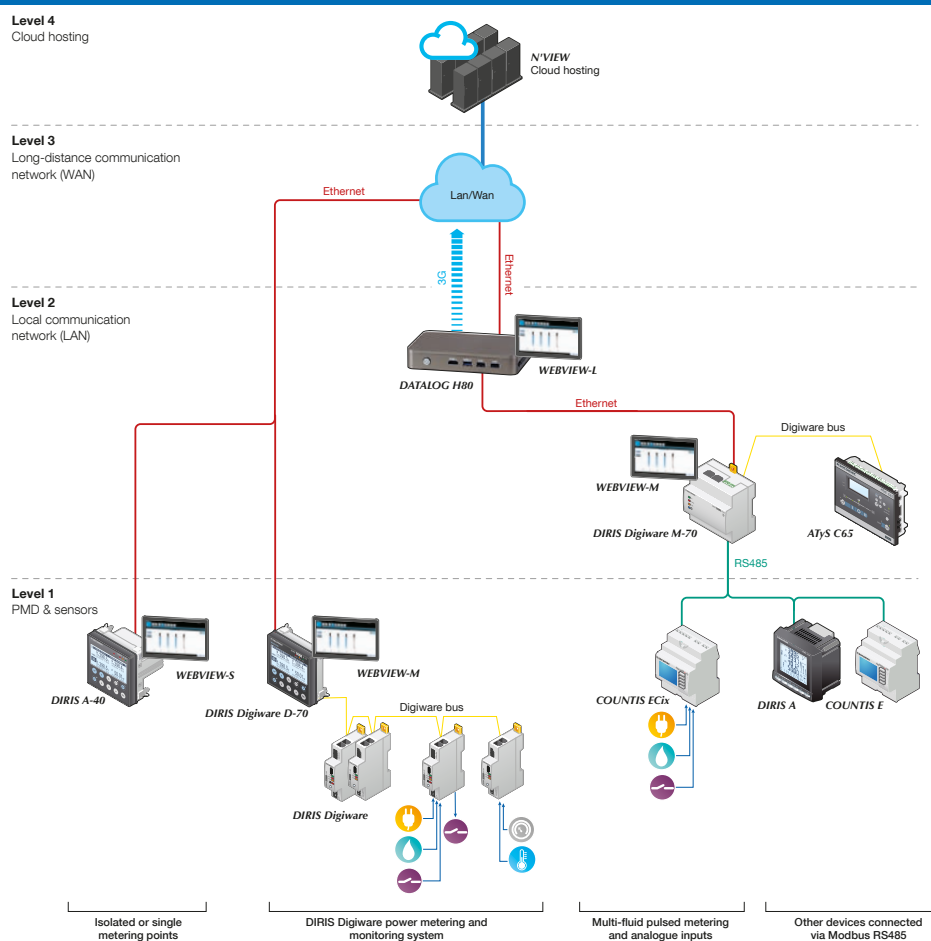 Level 4
Cloud hosting
N'VIEW
Cloud hosting
Level 3
Long-distance communication
network (WAN)
Ethernet
Lan/Wan
3G
Ethernet
Level 2
Local communication
network (LAN)
WEBVIEW-L
DATALOG H80
Ethernet
Digiware bus
WEBVIEW-M
DIRIS Digiware M-70
ATyS C65
RS485
Level 1
PMD & sensors
WEBVIEW-S
DIRIS A-40
WEBVIEW-M
DIRIS Digiware D-70
COUNTIS ECix
DIRIS A
COUNTIS E
Digiware bus
DIRIS Digiware
Isolated or single
metering points
DIRIS Digiware power metering and
monitoring system
Multi-fluid pulsed metering
and analogue inputs
Other devices connected
via Modbus RS485